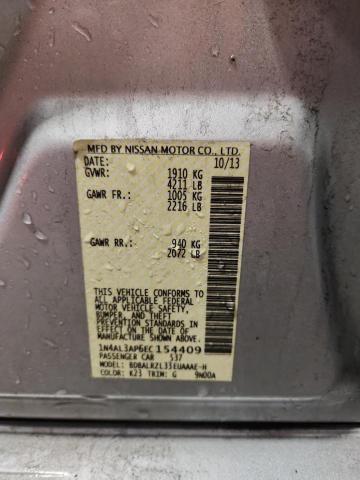 MFD BY NISSAN MOTOR CO., LTD.
DATE: 10/13
GVWR: 1910 KG
4211 LB
GAWR FR.: 1005 KG
2216 LB
GAWR RR.: 940 KG
2072 LB
THIS VEHICLE CONFORMS TO ALL
APPLICABLE FEDERAL
MOTOR VEHICLE SAFETY,
BUMPER, AND THEFT
PREVENTION STANDARDS
IN EFFECT ON THE DATE OF
MANUFACTURE SHOWN ABOVE.
1N4AL3AP6EC154409
PASSENGER CAR 537
MODEL: BDBALRZL33EUAAAE-H
COLOR: K23 TRIM: G 9N00A